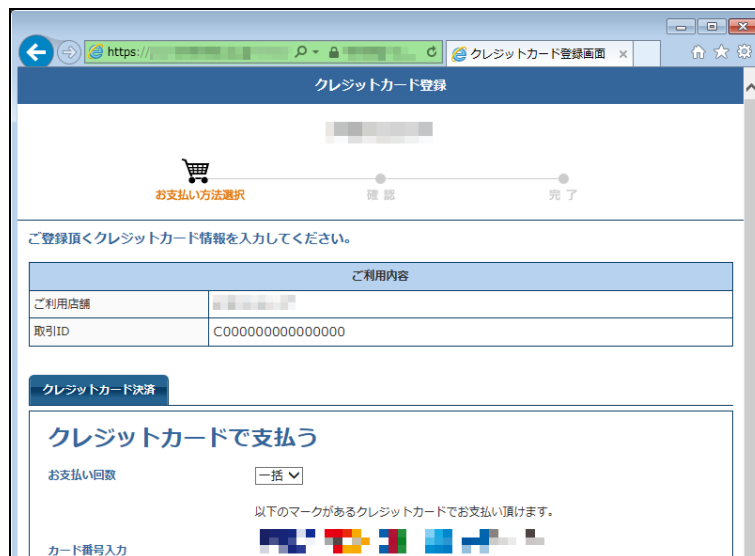 https://
クレジットカード登録画面
クレジットカード登録
お支払い方法選択
確 認
完 了
ご登録頂くクレジットカード情報を入力してください。
ご利用内容
ご利用店舗
取引ID
C000000000000000
クレジットカード決済
クレジットカードで支払う
お支払い回数
一括
以下のマークがあるクレジットカードでお支払い頂けます。
カード番号入力